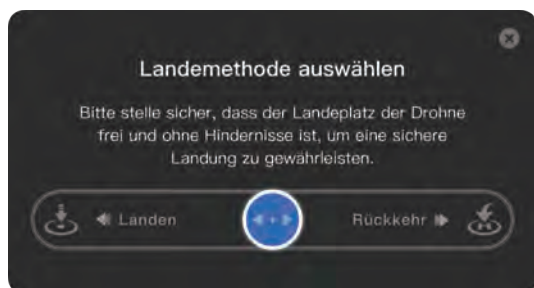 Landemethode auswählen
Bitte stelle sicher, dass der Landeplatz der Drohne
frei und ohne Hindernisse ist, um eine sichere
Landung zu gewährleisten.
Landen Rückkehr